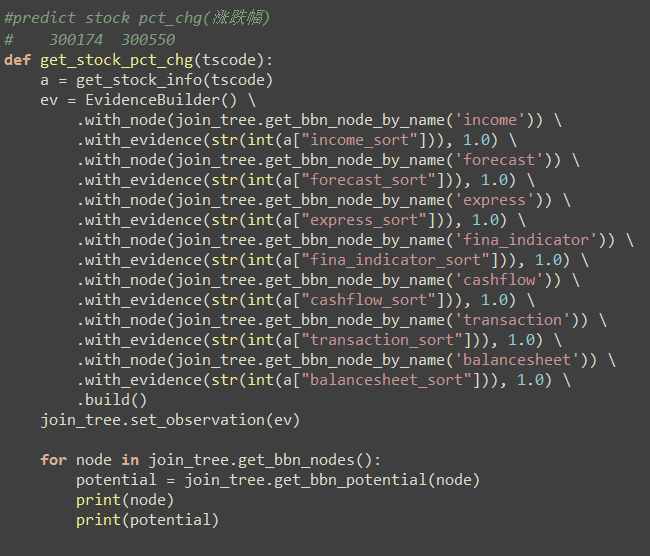 #predict stock pct_chg(涨跌幅)
#    300174  300550
def get_stock_pct_chg(tscode):
    a = get_stock_info(tscode)
    ev = EvidenceBuilder() \
        .with_node(join_tree.get_bbn_node_by_name('income')) \
        .with_evidence(str(int(a["income_sort"])), 1.0) \
        .with_node(join_tree.get_bbn_node_by_name('forecast')) \
        .with_evidence(str(int(a["forecast_sort"])), 1.0) \
        .with_node(join_tree.get_bbn_node_by_name('express')) \
        .with_evidence(str(int(a["express_sort"])), 1.0) \
        .with_node(join_tree.get_bbn_node_by_name('fina_indicator')) \
        .with_evidence(str(int(a["fina_indicator_sort"])), 1.0) \
        .with_node(join_tree.get_bbn_node_by_name('cashflow')) \
        .with_evidence(str(int(a["cashflow_sort"])), 1.0) \
        .with_node(join_tree.get_bbn_node_by_name('transaction')) \
        .with_evidence(str(int(a["transaction_sort"])), 1.0) \
        .with_node(join_tree.get_bbn_node_by_name('balancesheet')) \
        .with_evidence(str(int(a["balancesheet_sort"])), 1.0) \
        .build()
    join_tree.set_observation(ev)

    for node in join_tree.get_bbn_nodes():
        potential = join_tree.get_bbn_potential(node)
        print(node)
        print(potential)